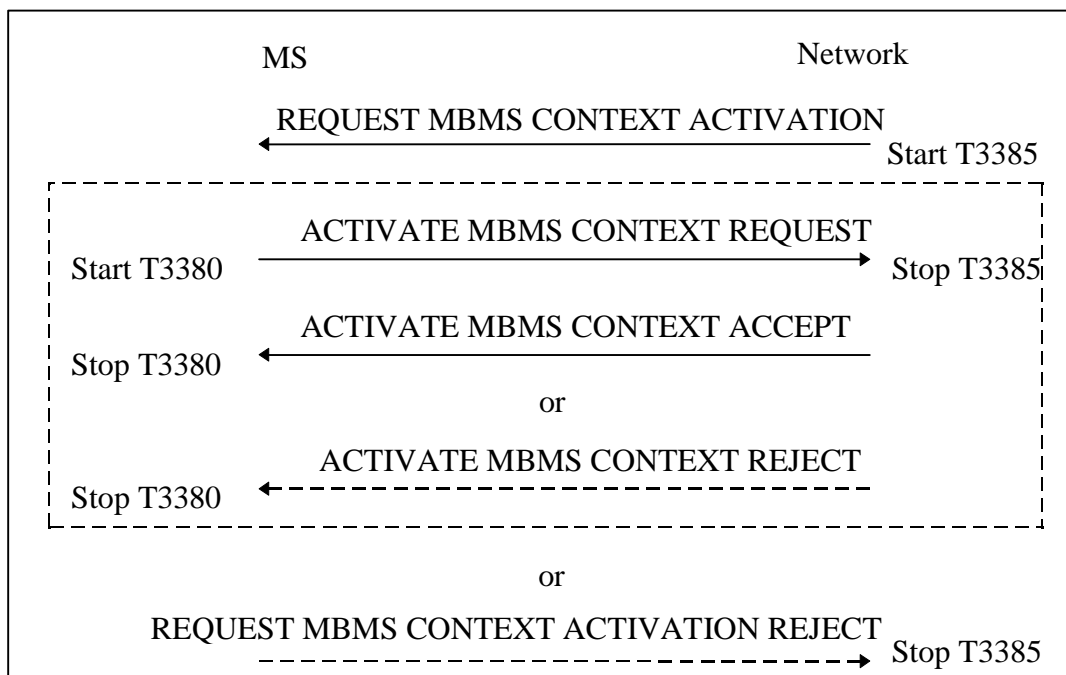 MS
Network
REQUEST MBMS CONTEXT ACTIVATION
Start T3385
ACTIVATE MBMS CONTEXT REQUEST
Start T3380
Stop T3385
ACTIVATE MBMS CONTEXT ACCEPT
Stop T3380
or
ACTIVATE MBMS CONTEXT REJECT
Stop T3380
or
REQUEST MBMS CONTEXT ACTIVATION REJECT
Stop T3385